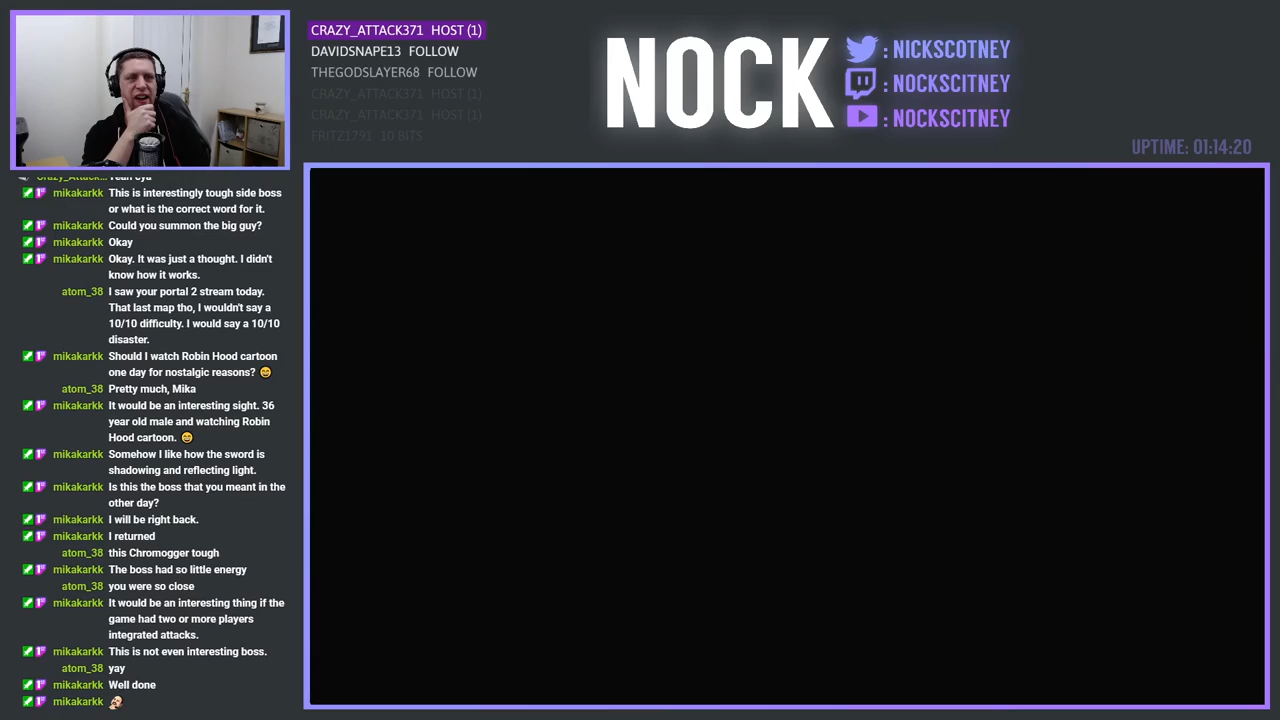 CRAZY_ATTACK371 HOST (1)
DAVIDSNAPE13 FOLLOW
THEGODSLAYER68 FOLLOW
CRAZY_ATTACK371 HOST (1)
CRAZY_ATTACK371 HOST (1)
FRITZ1791 10 BITS
NOCK
: NICKSCOTNEY
: NOCKSCITNEY
: NOCKSCITNEY
UPTIME: 01:14:20
Crazy_Attack... Yeah cya
mikakarkk This is interestingly tough side boss
or what is the correct word for it.
mikakarkk Could you summon the big guy?
mikakarkk Okay
mikakarkk Okay. It was just a thought. I didn't
know how it works.
atom_38 I saw your portal 2 stream today.
That last map tho, I wouldn't say a
10/10 difficulty. I would say a 10/10
disaster.
mikakarkk Should I watch Robin Hood cartoon
one day for nostalgic reasons? 😄
atom_38 Pretty much, Mika
mikakarkk It would be an interesting sight. 36
year old male and watching Robin
Hood cartoon. 😄
mikakarkk Somehow I like how the sword is
shadowing and reflecting light.
mikakarkk Is this the boss that you meant in the
other day?
mikakarkk I will be right back.
mikakarkk I returned
atom_38 this Chromogger tough
mikakarkk The boss had so little energy
atom_38 you were so close
mikakarkk It would be an interesting thing if the
game had two or more players
integrated attacks.
mikakarkk This is not even interesting boss.
atom_38 yay
mikakarkk Well done
mikakarkk